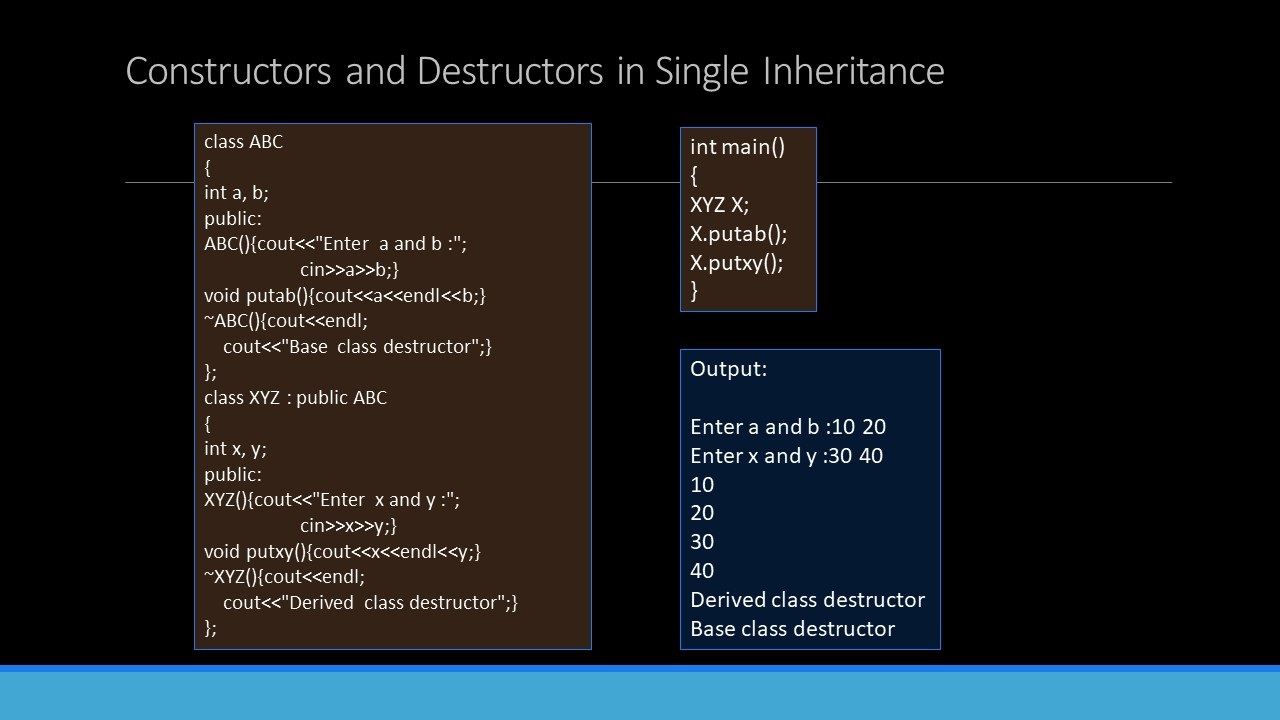 Constructors and Destructors in Single Inheritance
class ABC
{
int a, b;
public:
ABC(){cout<<"Enter  a and b :";
cin>>a>>b;}
void putab(){cout<<a<<endl<<b;}
~ABC(){cout<<endl;
cout<<"Base  class destructor";}
};
class XYZ : public ABC
{
int x, y;
public:
XYZ(){cout<<"Enter  x and y :";
cin>>x>>y;}
void putxy(){cout<<x<<endl<<y;}
~XYZ(){cout<<endl;
cout<<"Derived  class destructor";}
};
int main()
{
XYZ X;
X.putab();
X.putxy();
}
Output:
Enter a and b :10 20
Enter x and y :30 40
10
20
30
40
Derived class destructor
Base class destructor